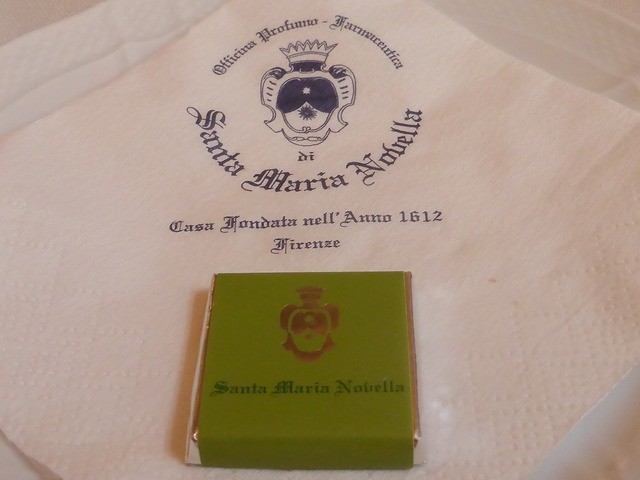 Officina Profumo - Farmaceutica
di
Santa Maria Novella
Casa Fondata nell'Anno 1612
Firenze
Santa Maria Novella